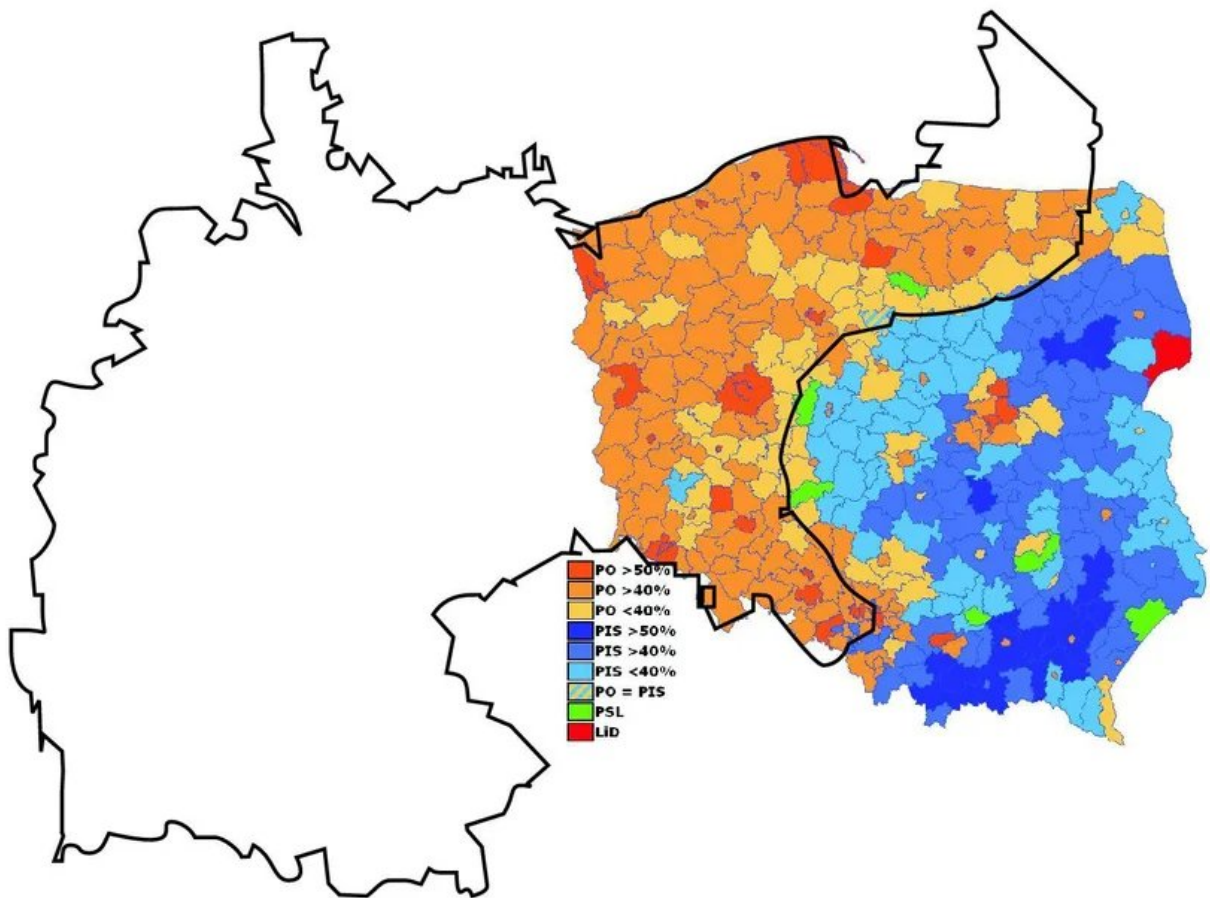 PO >50%
PO >40%
PO <40%
PIS >50%
PIS >40%
PIS <40%
PO = PIS
PSL
LiD